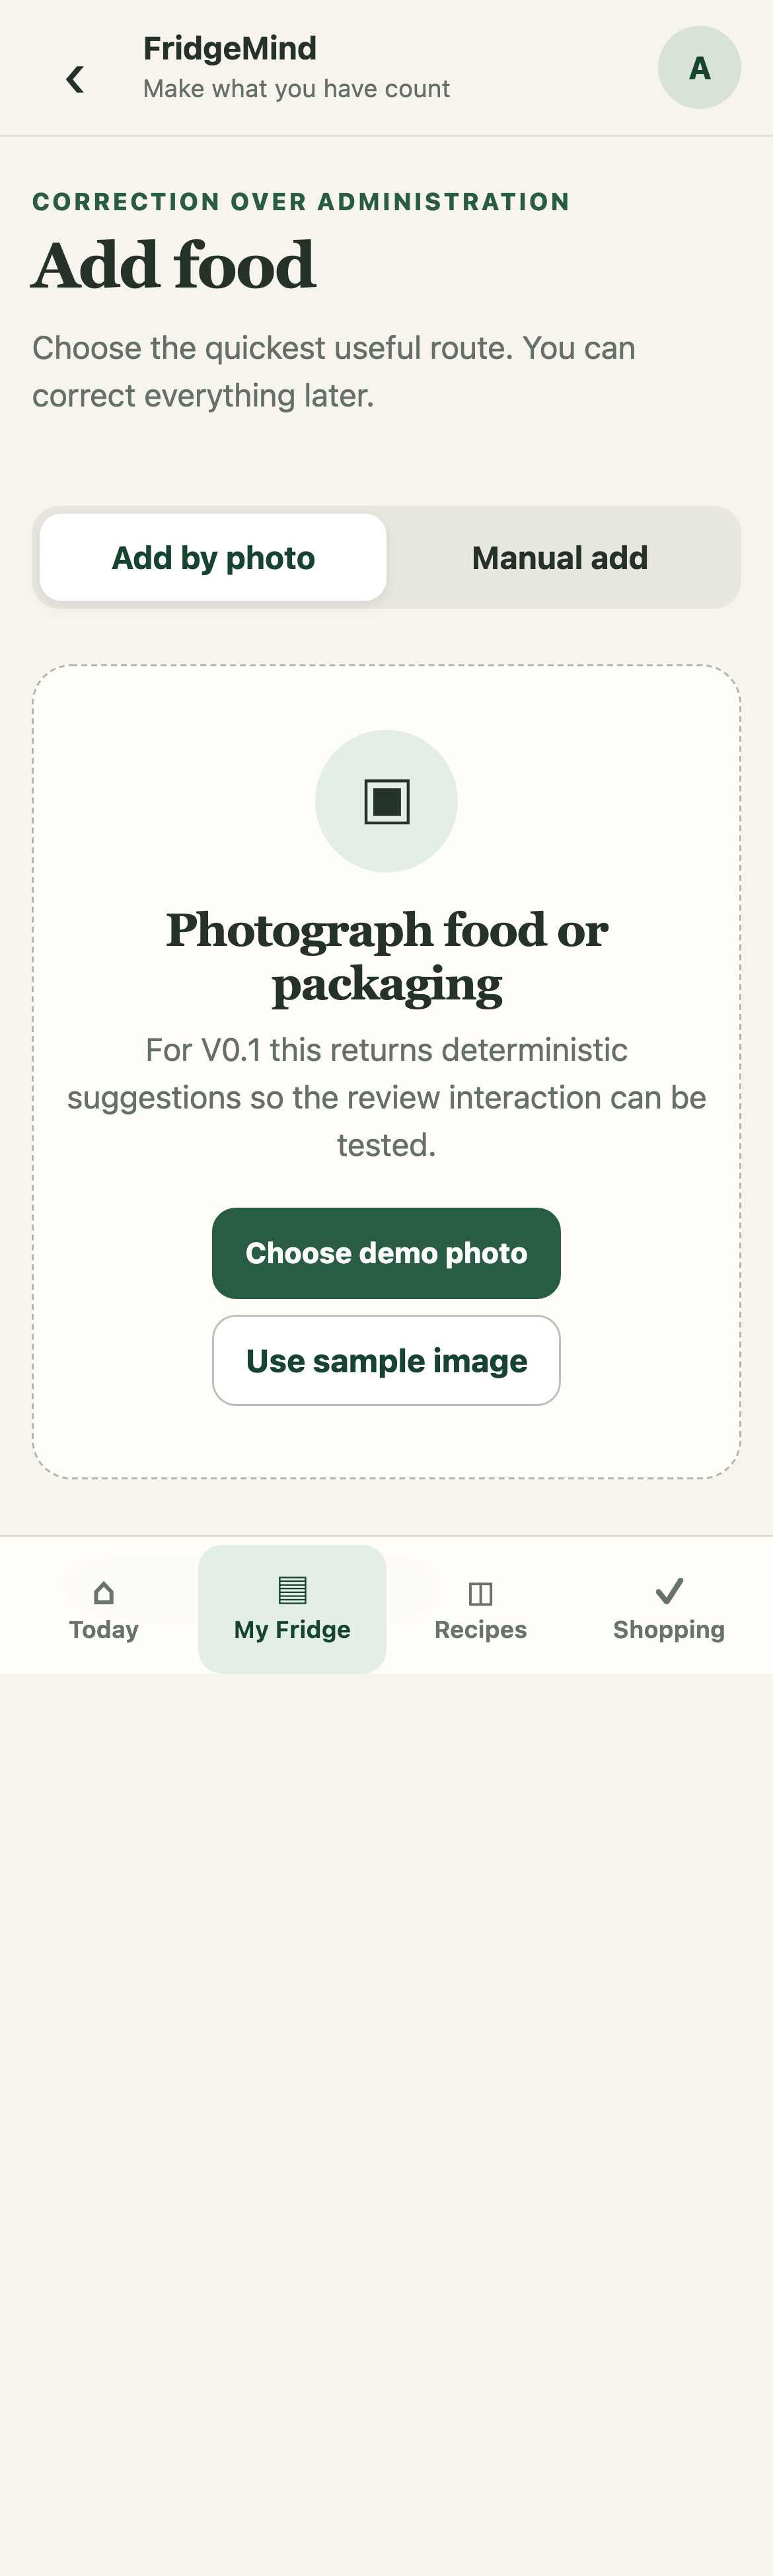 FridgeMind
Make what you have count
A
CORRECTION OVER ADMINISTRATION
Add food
Choose the quickest useful route. You can
correct everything later.
Add by photo
Manual add
Photograph food or
packaging
For V0.1 this returns deterministic
suggestions so the review interaction can be
tested.
Choose demo photo
Use sample image
Today
My Fridge
Recipes
Shopping